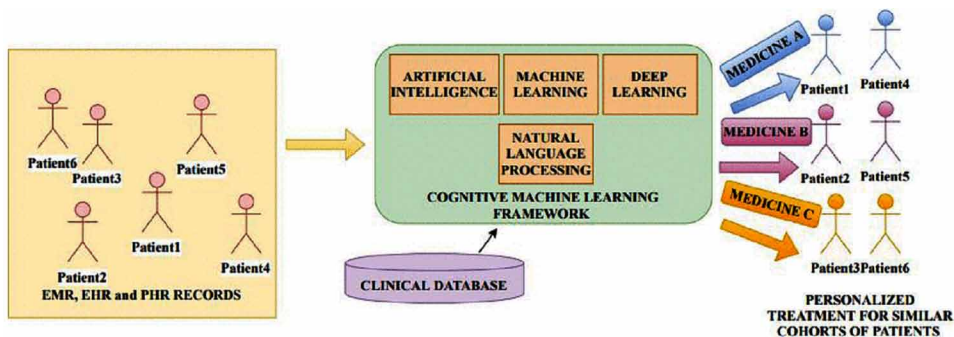 Patient6
Patient3
Patient5
Patient2
Patient1
Patient4
EMR, EHR and PHR RECORDS
ARTIFICIAL
INTELLIGENCE
MACHINE
LEARNING
DEEP
LEARNING
NATURAL
LANGUAGE
PROCESSING
COGNITIVE MACHINE LEARNING
FRAMEWORK
CLINICAL DATABASE
MEDICINE A
Patient1
Patient4
MEDICINE B
Patient2
Patient5
MEDICINE C
Patient3
Patient6
PERSONALIZED
TREATMENT FOR SIMILAR
COHORTS OF PATIENTS